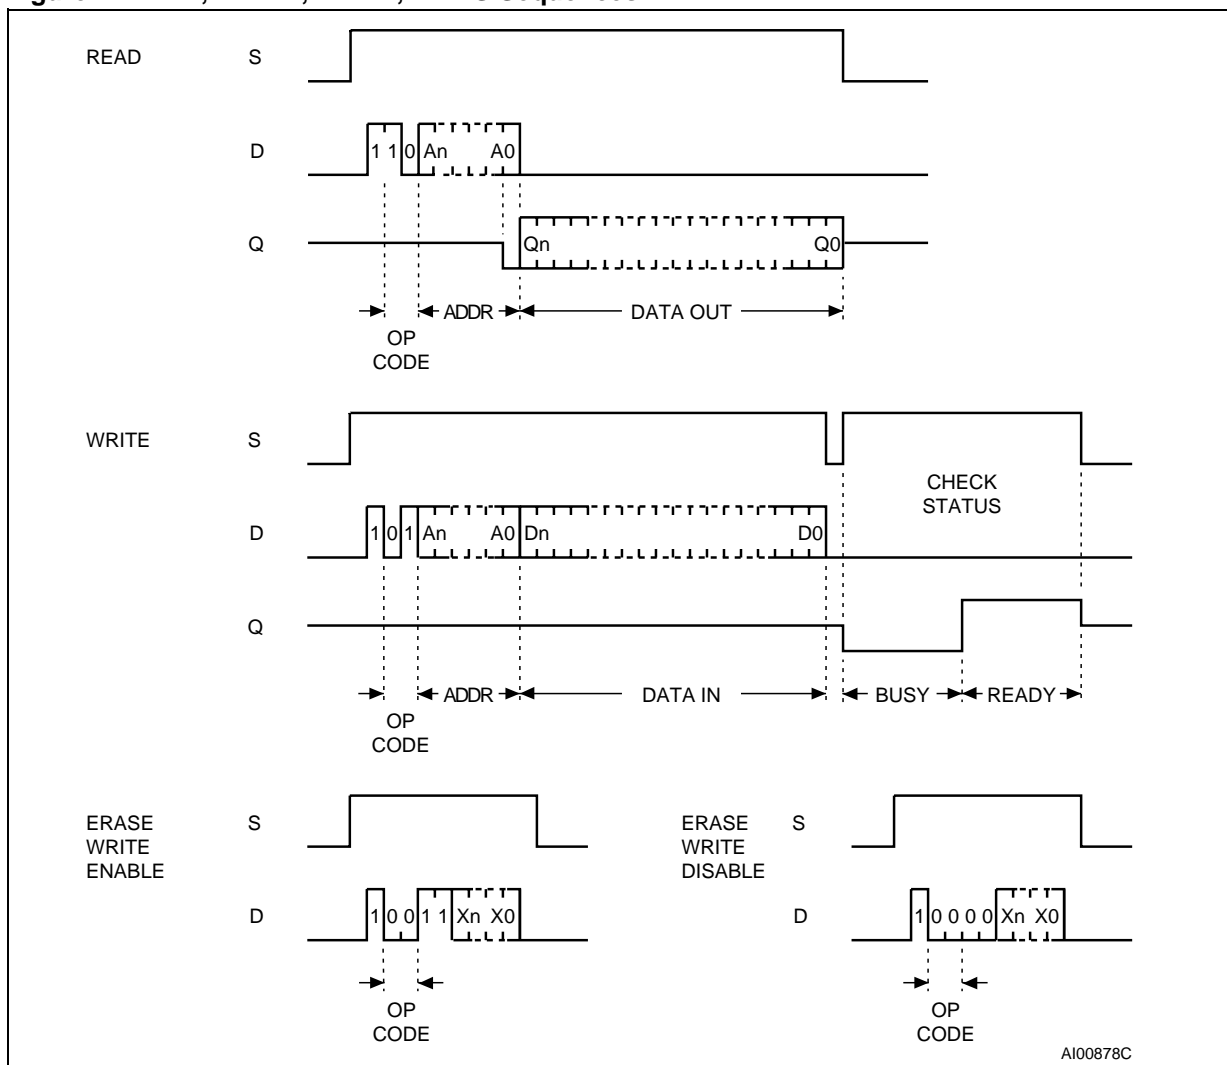 READ S
D 1 1 0 An A0
Q Qn Q0
ADDR DATA OUT
OP
CODE
WRITE S
CHECK
STATUS
D 1 0 1 An A0 Dn D0
Q
ADDR DATA IN BUSY READY
OP
CODE
ERASE
WRITE
ENABLE
S
D 1 0 0 1 1 Xn X0
OP
CODE
ERASE
WRITE
DISABLE
S
D 1 0 0 0 0 Xn X0
OP
CODE
AI00878C